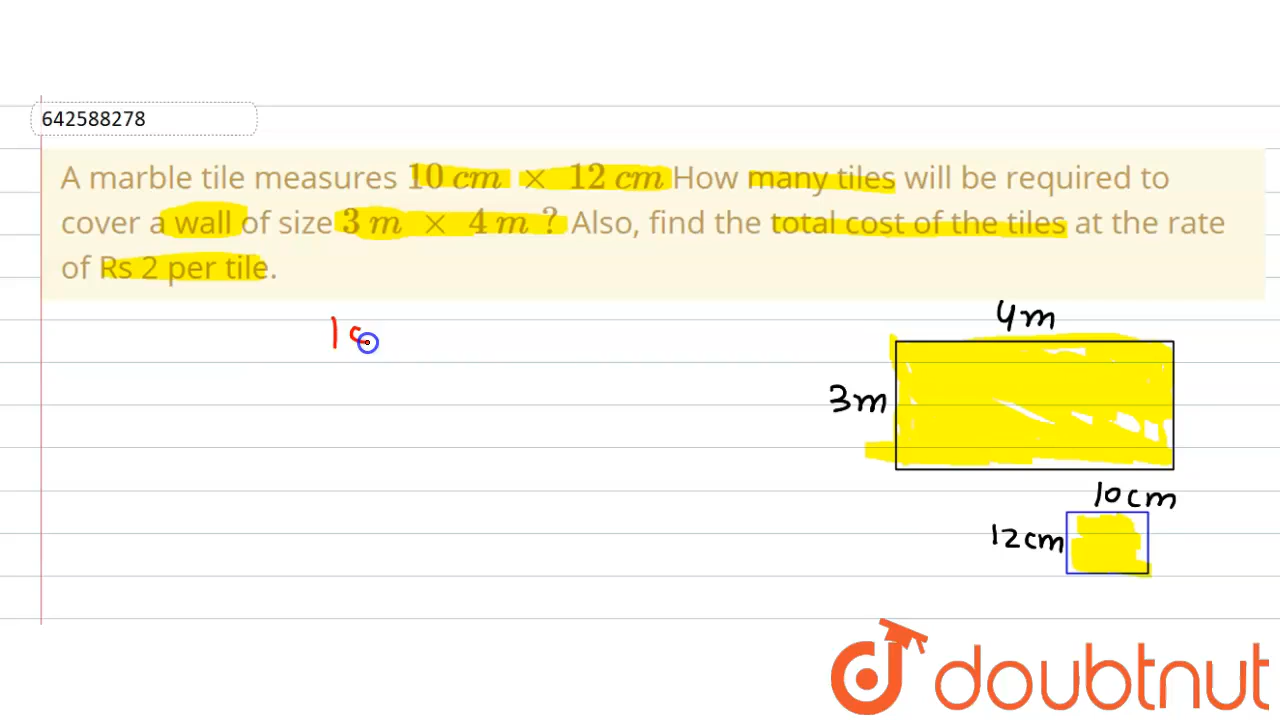 642588278
A marble tile measures 10 cm × 12 cm How many tiles will be required to
cover a wall of size 3 m × 4 m ? Also, find the total cost of the tiles at the rate
of Rs 2 per tile.
4m
1c
3m
10cm
12cm
doubtnut